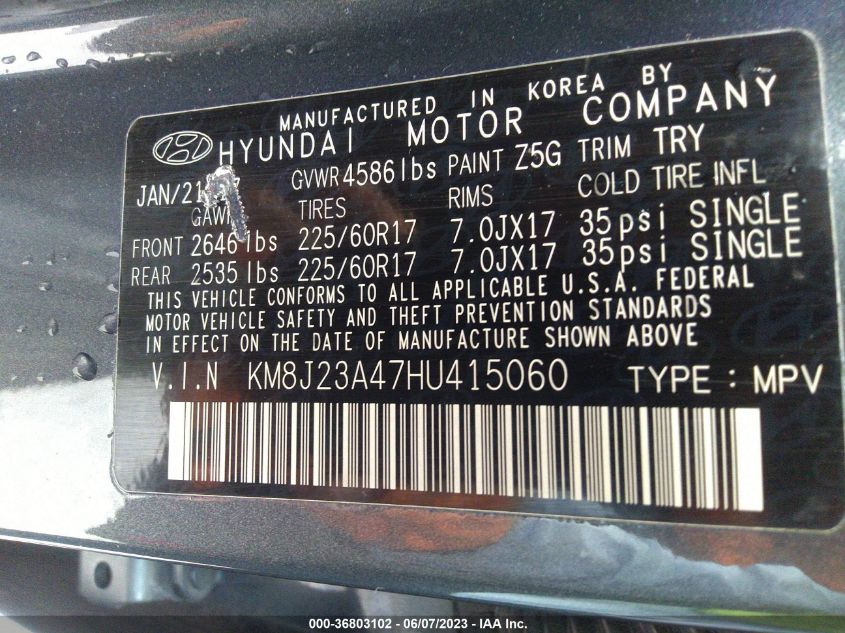 MANUFACTURED IN KOREA BY
HYUNDAI MOTOR COMPANY
JAN/21 GVWR 4586 lbs PAINT Z5G TRIM TRY
GAWR TIRES RIMS COLD TIRE INFL
FRONT 2646 lbs 225/60R17 7.0JX17 35psi SINGLE
REAR 2535 lbs 225/60R17 7.0JX17 35psi SINGLE
THIS VEHICLE CONFORMS TO ALL APPLICABLE U.S.A. FEDERAL
MOTOR VEHICLE SAFETY AND THEFT PREVENTION STANDARDS
IN EFFECT ON THE DATE OF MANUFACTURE SHOWN ABOVE
V.I.N KM8J23A47HU415060 TYPE : MPV
000-36803102 - 06/07/2023 - IAA Inc.